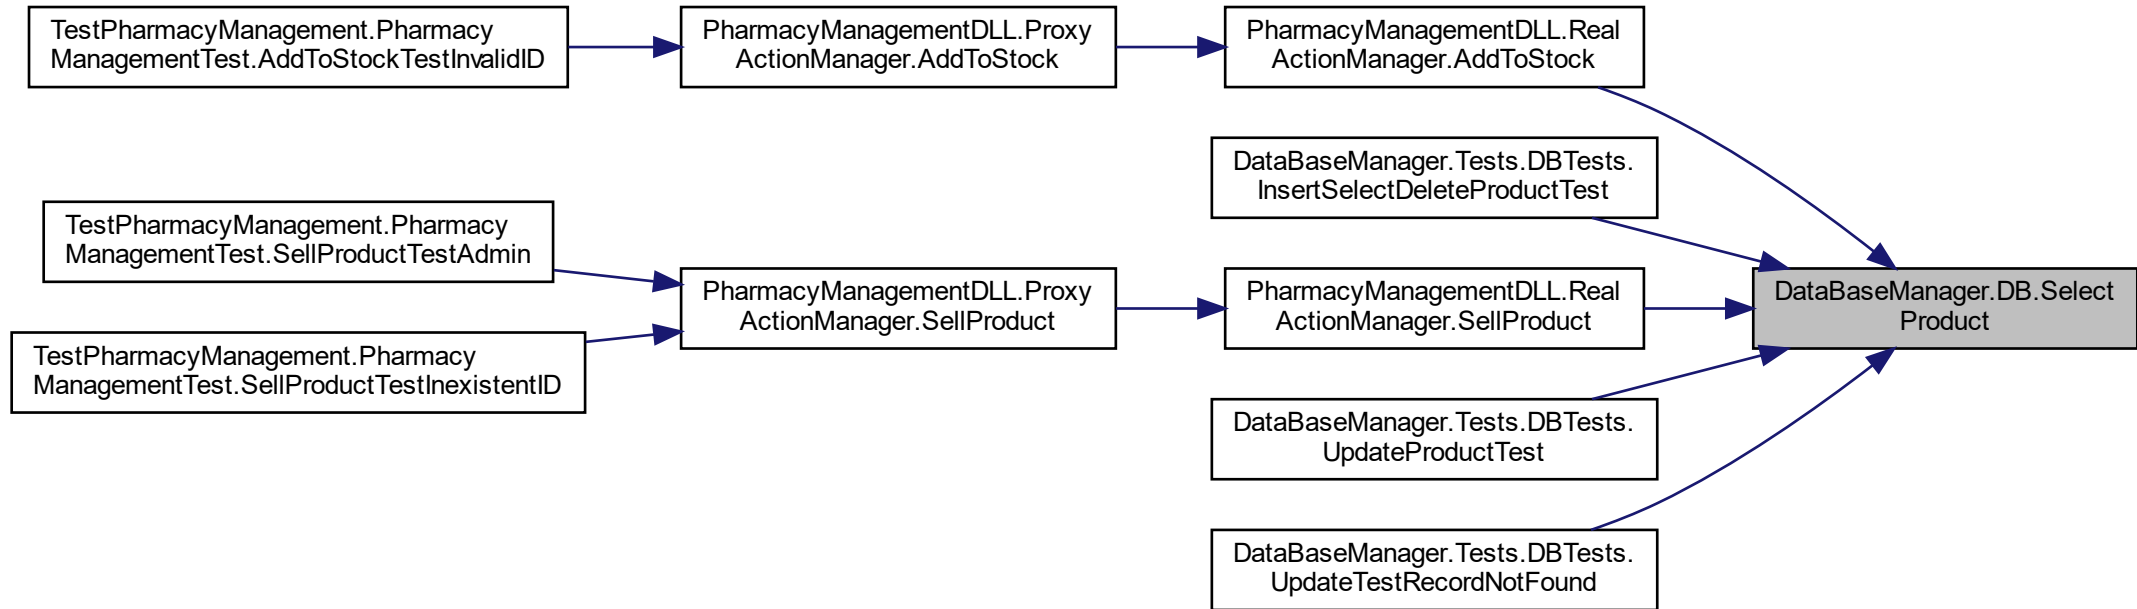 TestPharmacyManagement.Pharmacy
ManagementTest.AddToStockTestInvalidID
PharmacyManagementDLL.Proxy
ActionManager.AddToStock
PharmacyManagementDLL.Real
ActionManager.AddToStock
DataBaseManager.Tests.DBTests.
InsertSelectDeleteProductTest
TestPharmacyManagement.Pharmacy
ManagementTest.SellProductTestAdmin
PharmacyManagementDLL.Proxy
ActionManager.SellProduct
PharmacyManagementDLL.Real
ActionManager.SellProduct
DataBaseManager.DB.Select
Product
TestPharmacyManagement.Pharmacy
ManagementTest.SellProductTestInexistentID
DataBaseManager.Tests.DBTests.
UpdateProductTest
DataBaseManager.Tests.DBTests.
UpdateTestRecordNotFound